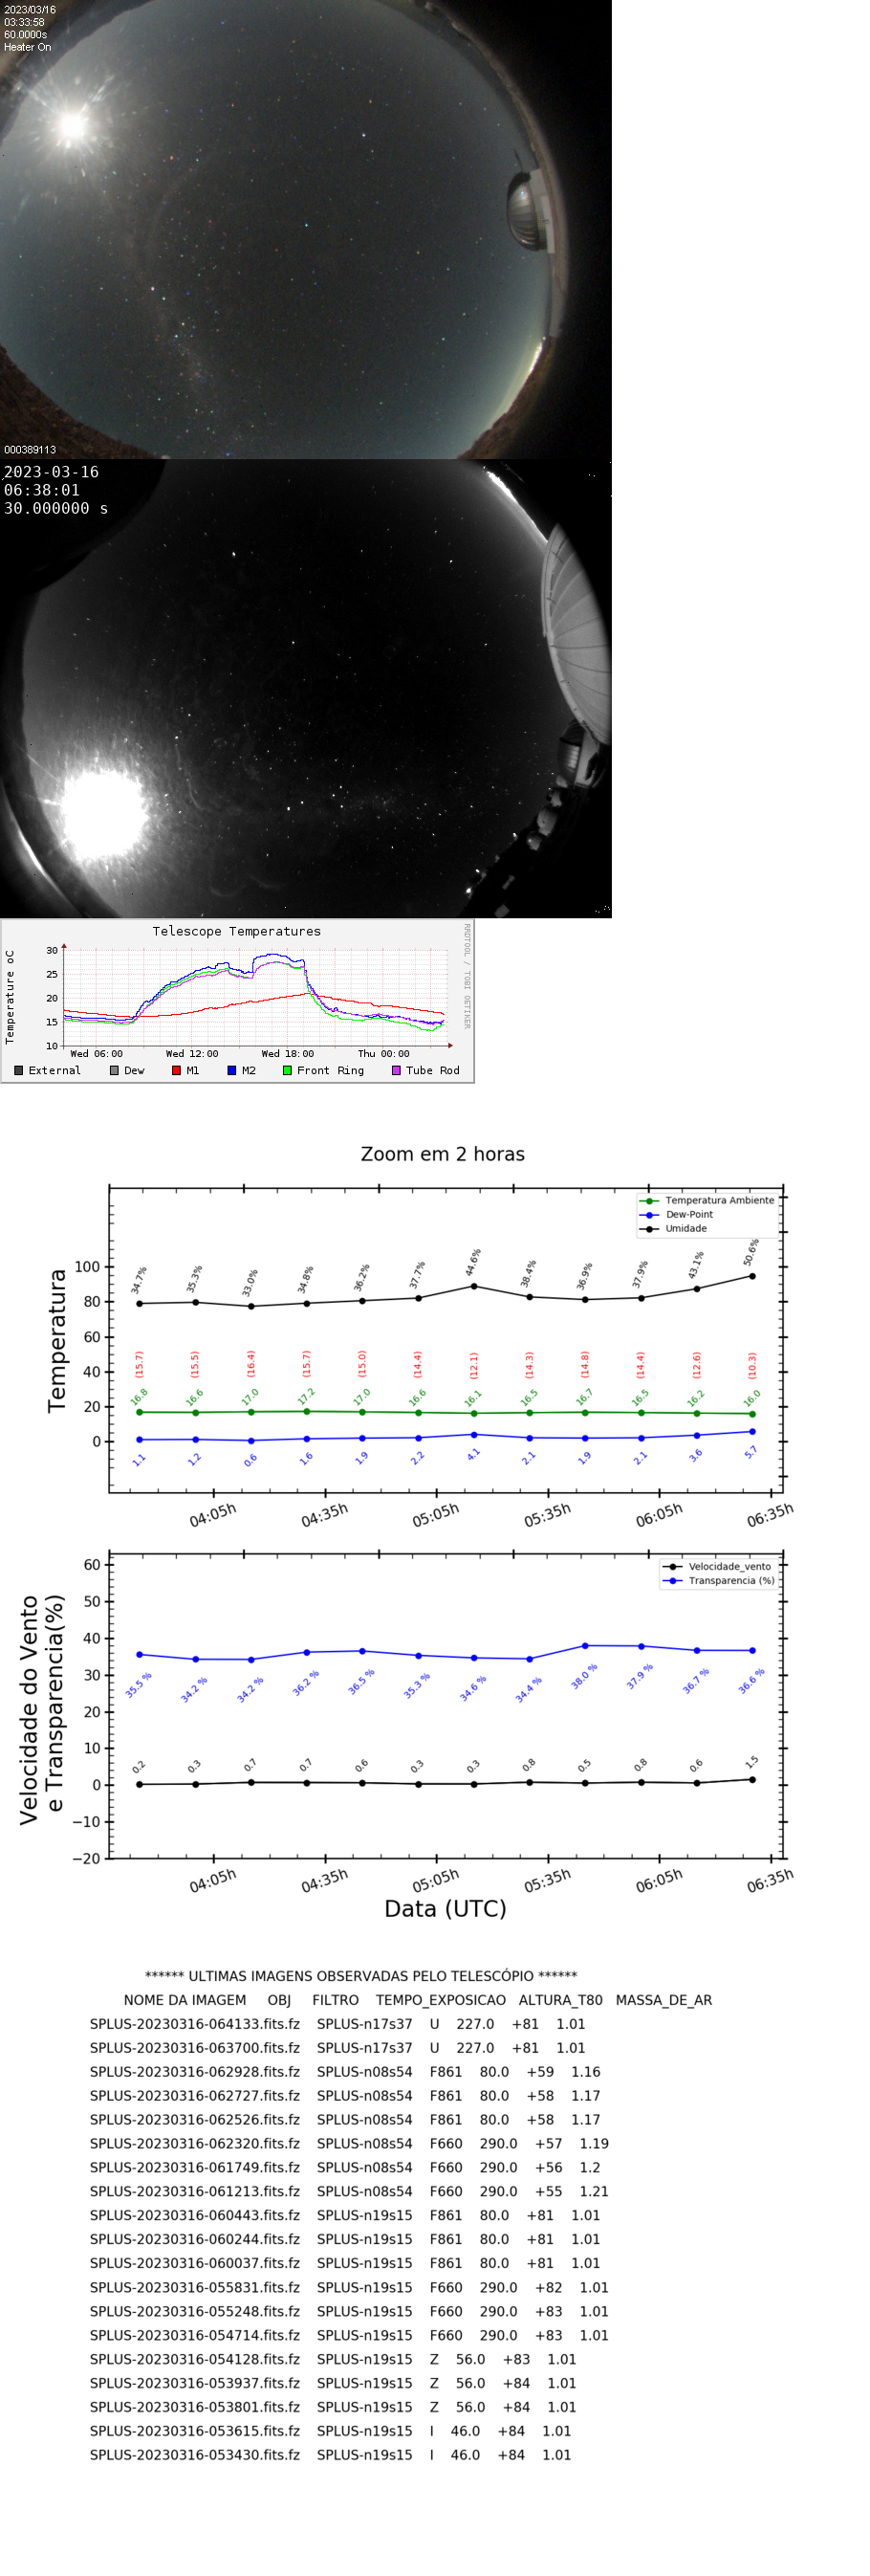 2023/03/16
03:33:58
60.0000s
Heater On
000389113
2023-03-16
06:38:01
30.000000 s
Telescope Temperatures
RRDTOOL / TOBI OETIKER
Temperature oC
30
25
20
15
10
Wed 06:00 Wed 12:00 Wed 18:00 Thu 00:00
External Dew M1 M2 Front Ring Tube Rod
Zoom em 2 horas
Temperatura Ambiente
Dew-Point
Umidade
Temperatura
100
80
60
40
20
0
34.7% 35.3% 33.0% 34.8% 36.2% 37.7% 44.6% 38.4% 36.9% 37.9% 43.1% 50.6%
(15.7) (15.5) (16.4) (15.7) (15.0) (14.4) (12.1) (14.3) (14.8) (14.4) (12.6) (10.3)
16.8 16.6 17.0 17.2 17.0 16.6 16.1 16.5 16.7 16.5 16.2 16.0
1.1 1.2 0.6 1.6 1.9 2.2 4.1 2.1 1.9 2.1 3.6 5.7
04:05h 04:35h 05:05h 05:35h 06:05h 06:35h
Velocidade_vento
Transparencia (%)
Velocidade do Vento
e Transparencia(%)
60
50
40
30
20
10
0
−10
−20
35.5 % 34.2 % 34.2 % 36.2 % 36.5 % 35.3 % 34.6 % 34.4 % 38.0 % 37.9 % 36.7 % 36.6 %
0.2 0.3 0.7 0.7 0.6 0.3 0.3 0.8 0.5 0.8 0.6 1.5
04:05h 04:35h 05:05h 05:35h 06:05h 06:35h
Data (UTC)
****** ULTIMAS IMAGENS OBSERVADAS PELO TELESCÓPIO ******
NOME DA IMAGEM OBJ FILTRO TEMPO_EXPOSICAO ALTURA_T80 MASSA_DE_AR
SPLUS-20230316-064133.fits.fz SPLUS-n17s37 U 227.0 +81 1.01
SPLUS-20230316-063700.fits.fz SPLUS-n17s37 U 227.0 +81 1.01
SPLUS-20230316-062928.fits.fz SPLUS-n08s54 F861 80.0 +59 1.16
SPLUS-20230316-062727.fits.fz SPLUS-n08s54 F861 80.0 +58 1.17
SPLUS-20230316-062526.fits.fz SPLUS-n08s54 F861 80.0 +58 1.17
SPLUS-20230316-062320.fits.fz SPLUS-n08s54 F660 290.0 +57 1.19
SPLUS-20230316-061749.fits.fz SPLUS-n08s54 F660 290.0 +56 1.2
SPLUS-20230316-061213.fits.fz SPLUS-n08s54 F660 290.0 +55 1.21
SPLUS-20230316-060443.fits.fz SPLUS-n19s15 F861 80.0 +81 1.01
SPLUS-20230316-060244.fits.fz SPLUS-n19s15 F861 80.0 +81 1.01
SPLUS-20230316-060037.fits.fz SPLUS-n19s15 F861 80.0 +81 1.01
SPLUS-20230316-055831.fits.fz SPLUS-n19s15 F660 290.0 +82 1.01
SPLUS-20230316-055248.fits.fz SPLUS-n19s15 F660 290.0 +83 1.01
SPLUS-20230316-054714.fits.fz SPLUS-n19s15 F660 290.0 +83 1.01
SPLUS-20230316-054128.fits.fz SPLUS-n19s15 Z 56.0 +83 1.01
SPLUS-20230316-053937.fits.fz SPLUS-n19s15 Z 56.0 +84 1.01
SPLUS-20230316-053801.fits.fz SPLUS-n19s15 Z 56.0 +84 1.01
SPLUS-20230316-053615.fits.fz SPLUS-n19s15 I 46.0 +84 1.01
SPLUS-20230316-053430.fits.fz SPLUS-n19s15 I 46.0 +84 1.01